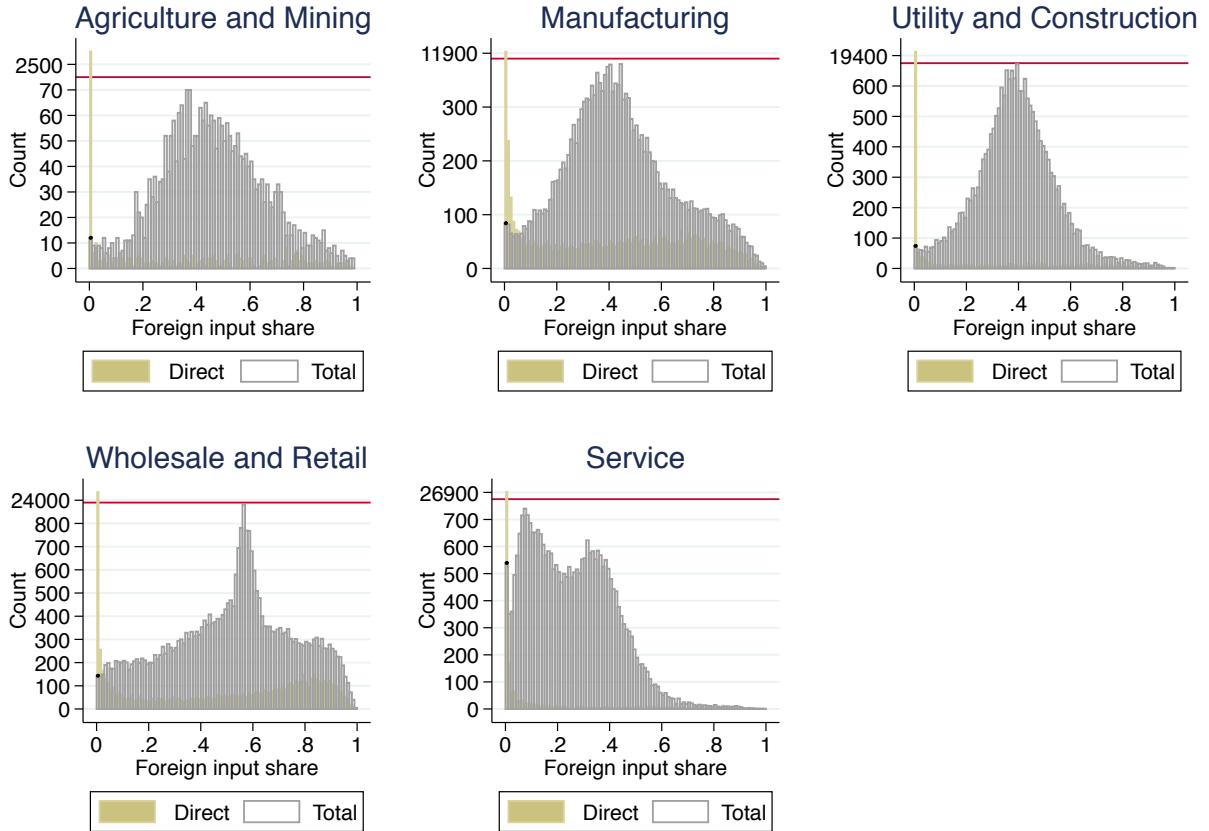 Agriculture and Mining
2500
70
60
50
40
30
20
10
0
Count
0 .2 .4 .6 .8 1
Foreign input share
Direct Total
Manufacturing
11900
300
200
100
0
Count
0 .2 .4 .6 .8 1
Foreign input share
Direct Total
Utility and Construction
19400
600
500
400
300
200
100
0
Count
0 .2 .4 .6 .8 1
Foreign input share
Direct Total
Wholesale and Retail
24000
800
700
600
500
400
300
200
100
0
Count
0 .2 .4 .6 .8 1
Foreign input share
Direct Total
Service
26900
700
600
500
400
300
200
100
0
Count
0 .2 .4 .6 .8 1
Foreign input share
Direct Total